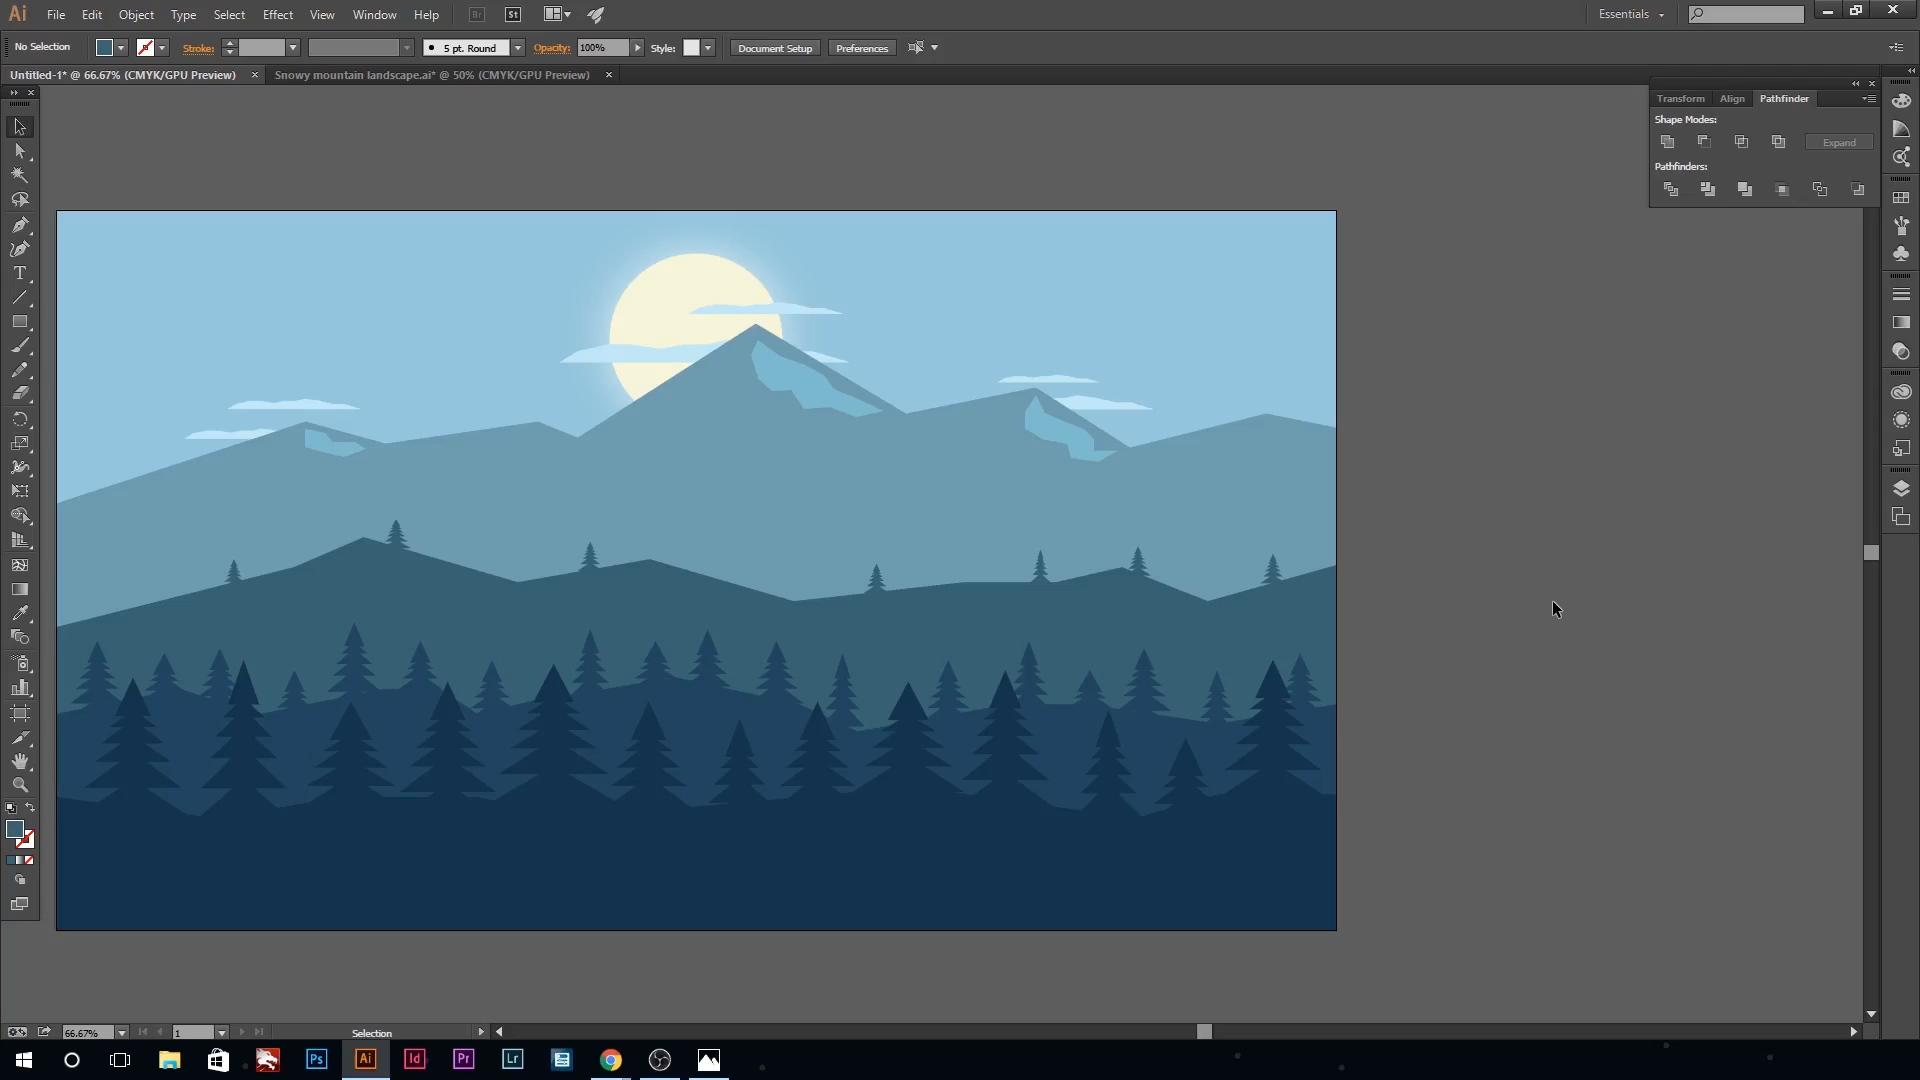 Ai File Edit Object Type Select Effect View Window Help Br St Essentials
No Selection Stroke: 5 pt. Round Opacity: 100% Style: Document Setup Preferences
Untitled-1* @ 66.67% (CMYK/GPU Preview) × Snowy mountain landscape.ai* @ 50% (CMYK/GPU Preview) ×
Transform Align Pathfinder
Shape Modes:
Expand
Pathfinders:
66.67% 1 Selection
Ps Ai Id Pr Lr